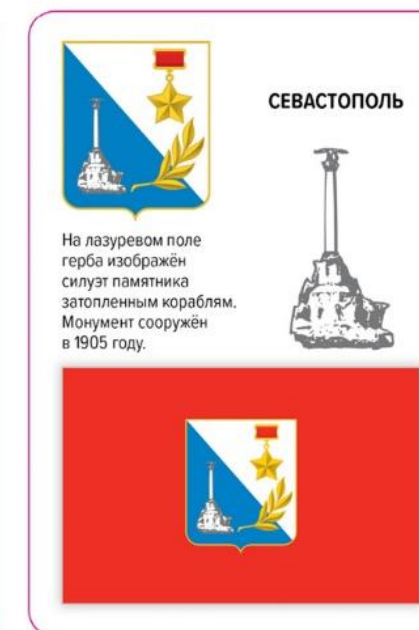 СЕВАСТОПОЛЬ
На лазуревом поле
герба изображён
силуэт памятника
затопленным кораблям.
Монумент сооружён
в 1905 году.